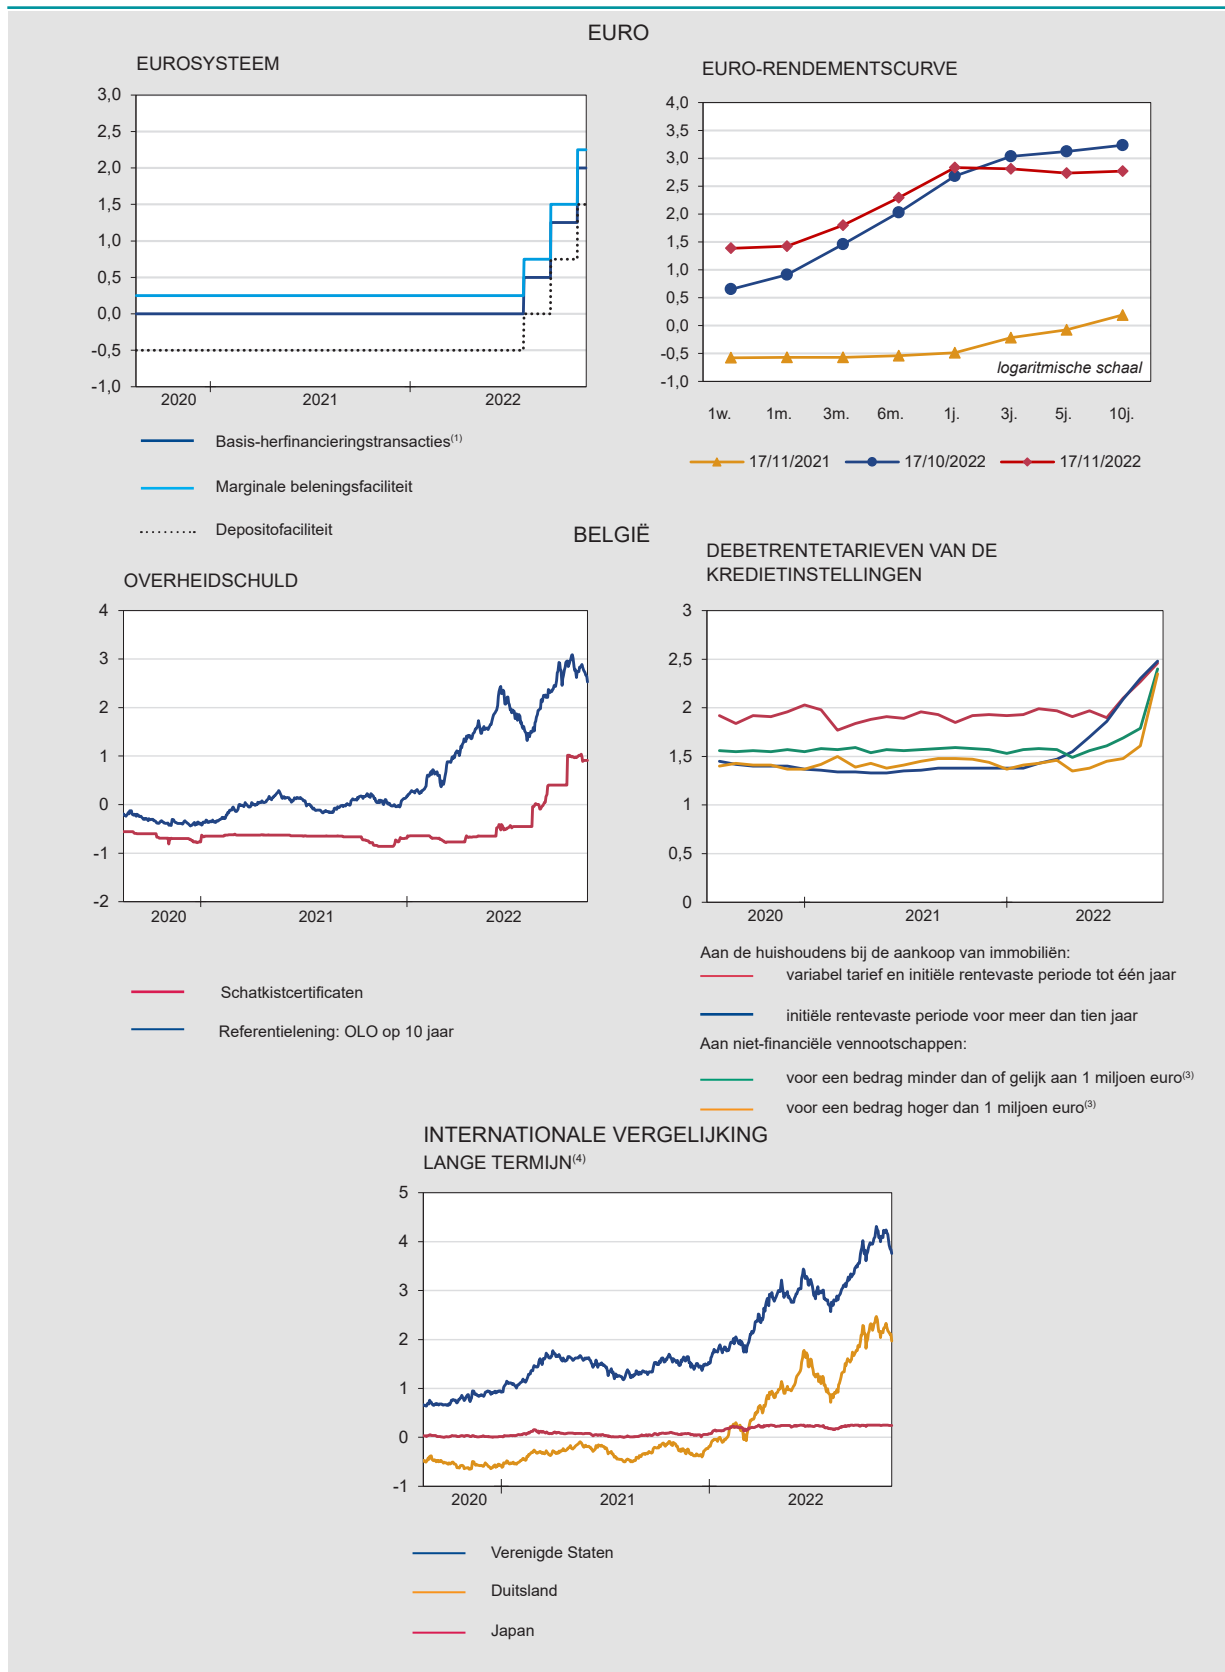 EURO
EUROSYSTEEM
3,0
2,5
2,0
1,5
1,0
0,5
0,0
-0,5
-1,0
2020 2021 2022
Basis-herfinancieringstransacties(1)
Marginale beleningsfaciliteit
Depositofaciliteit
EURO-RENDEMENTSCURVE
4,0
3,5
3,0
2,5
2,0
1,5
1,0
0,5
0,0
-0,5
-1,0
logaritmische schaal
1w. 1m. 3m. 6m. 1j. 3j. 5j. 10j.
17/11/2021 17/10/2022 17/11/2022
BELGIË
OVERHEIDSCHULD
4
3
2
1
0
-1
-2
2020 2021 2022
Schatkistcertificaten
Referentielening: OLO op 10 jaar
DEBETRENTETARIEVEN VAN DE
KREDIETINSTELLINGEN
3
2,5
2
1,5
1
0,5
0
2020 2021 2022
Aan de huishoudens bij de aankoop van immobiliën:
variabel tarief en initiële rentevaste periode tot één jaar
initiële rentevaste periode voor meer dan tien jaar
Aan niet-financiële vennootschappen:
voor een bedrag minder dan of gelijk aan 1 miljoen euro(3)
voor een bedrag hoger dan 1 miljoen euro(3)
INTERNATIONALE VERGELIJKING
LANGE TERMIJN(4)
5
4
3
2
1
0
-1
2020 2021 2022
Verenigde Staten
Duitsland
Japan